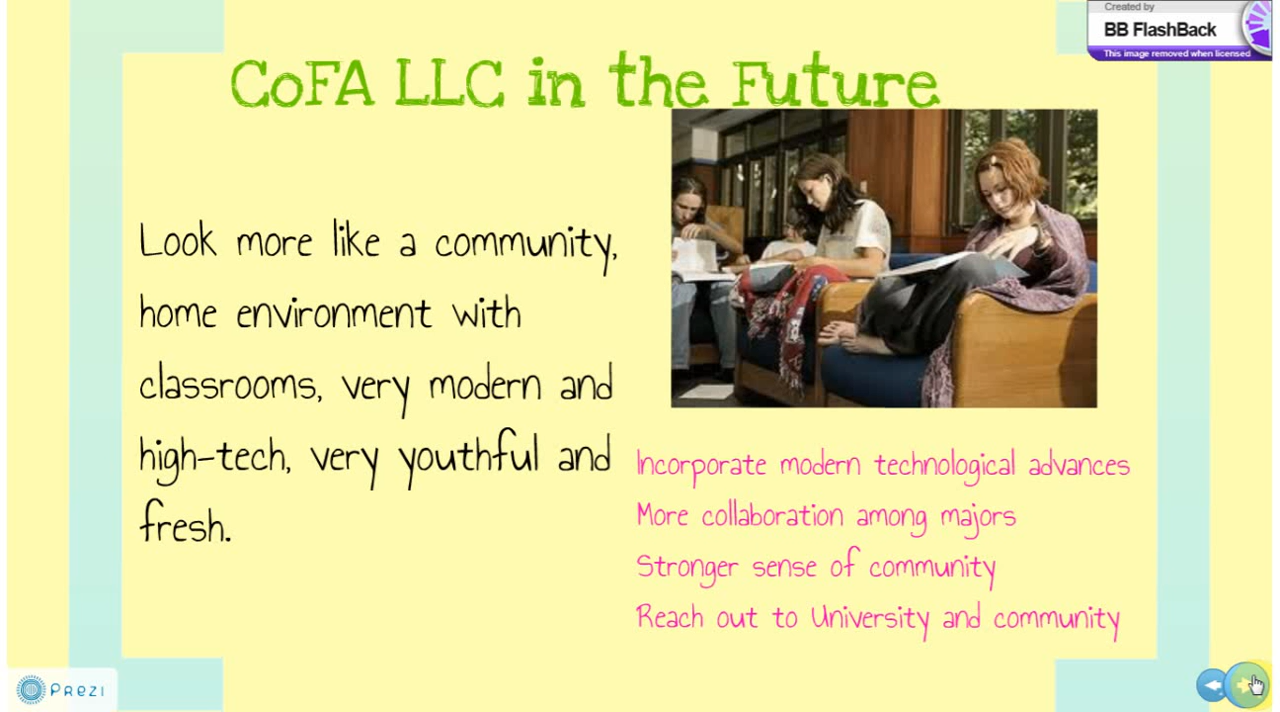 Created by
BB FlashBack
This image removed when licensed
CoFA LLC in the Future
Look more like a community,
home environment with
classrooms, very modern and
high-tech, very youthful and
fresh.
Incorporate modern technological advances
More collaboration among majors
Stronger sense of community
Reach out to University and community
PREZI